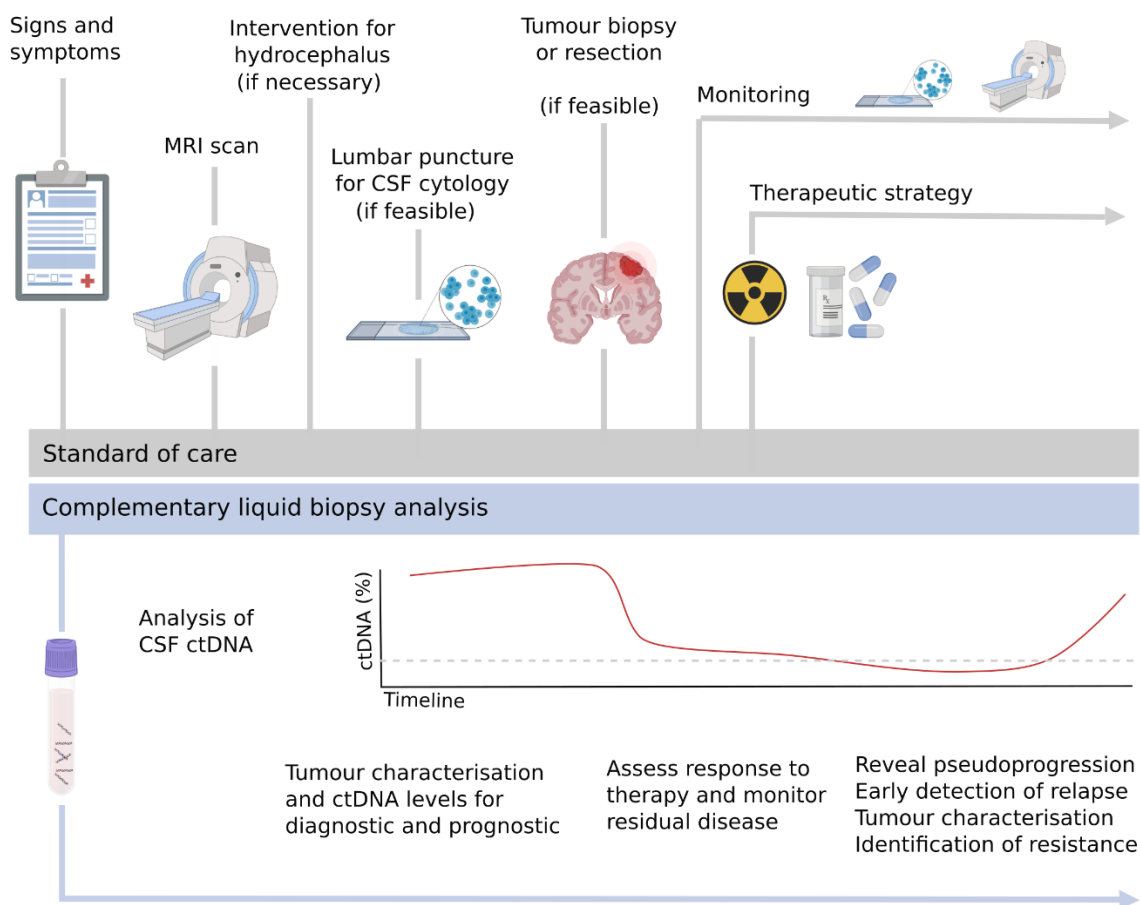 Signs and
symptoms
Intervention for
hydrocephalus
(if necessary)
Tumour biopsy
or resection
(if feasible)
Monitoring
MRI scan
Lumbar puncture
for CSF cytology
(if feasible)
Therapeutic strategy
Rx
Standard of care
Complementary liquid biopsy analysis
Analysis of
CSF ctDNA
ctDNA (%)
Timeline
Tumour characterisation
and ctDNA levels for
diagnostic and prognostic
Assess response to
therapy and monitor
residual disease
Reveal pseudoprogression
Early detection of relapse
Tumour characterisation
Identification of resistance